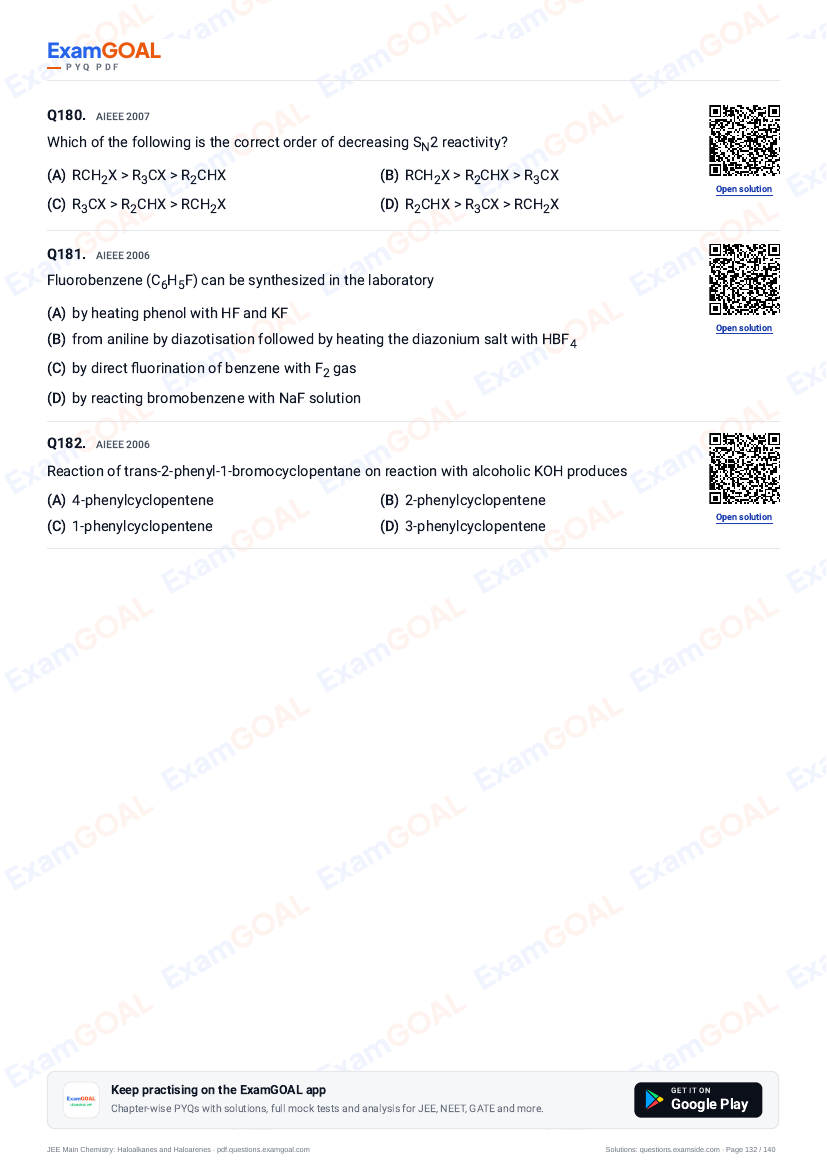 ExamGOAL
PYQ PDF
Q180. AIEEE 2007
Which of the following is the correct order of decreasing S_N2 reactivity?
(A) RCH₂X > R₃CX > R₂CHX (B) RCH₂X > R₂CHX > R₃CX
(C) R₃CX > R₂CHX > RCH₂X (D) R₂CHX > R₃CX > RCH₂X
Open solution
Q181. AIEEE 2006
Fluorobenzene (C₆H₅F) can be synthesized in the laboratory
(A) by heating phenol with HF and KF
(B) from aniline by diazotisation followed by heating the diazonium salt with HBF₄
(C) by direct fluorination of benzene with F₂ gas
(D) by reacting bromobenzene with NaF solution
Open solution
Q182. AIEEE 2006
Reaction of trans-2-phenyl-1-bromocyclopentane on reaction with alcoholic KOH produces
(A) 4-phenylcyclopentene (B) 2-phenylcyclopentene
(C) 1-phenylcyclopentene (D) 3-phenylcyclopentene
Open solution
ExamGOAL
Keep practising on the ExamGOAL app
Chapter-wise PYQs with solutions, full mock tests and analysis for JEE, NEET, GATE and more.
GET IT ON
Google Play
JEE Main Chemistry: Haloalkanes and Haloarenes · pdf.questions.examgoal.com
Solutions: questions.examside.com · Page 132 / 140